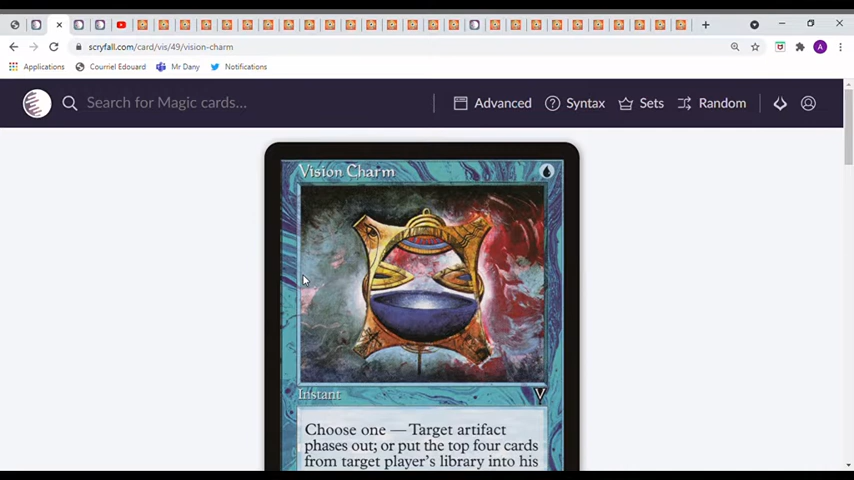 scryfall.com/card/vis/49/vision-charm
A
Applications
Courriel Edouard
Mr Dany
Notifications
Search for Magic cards...
Advanced
Syntax
Sets
Random
Vision Charm
Instant
Choose one — Target artifact
phases out; or put the top four cards
from target player's library into his